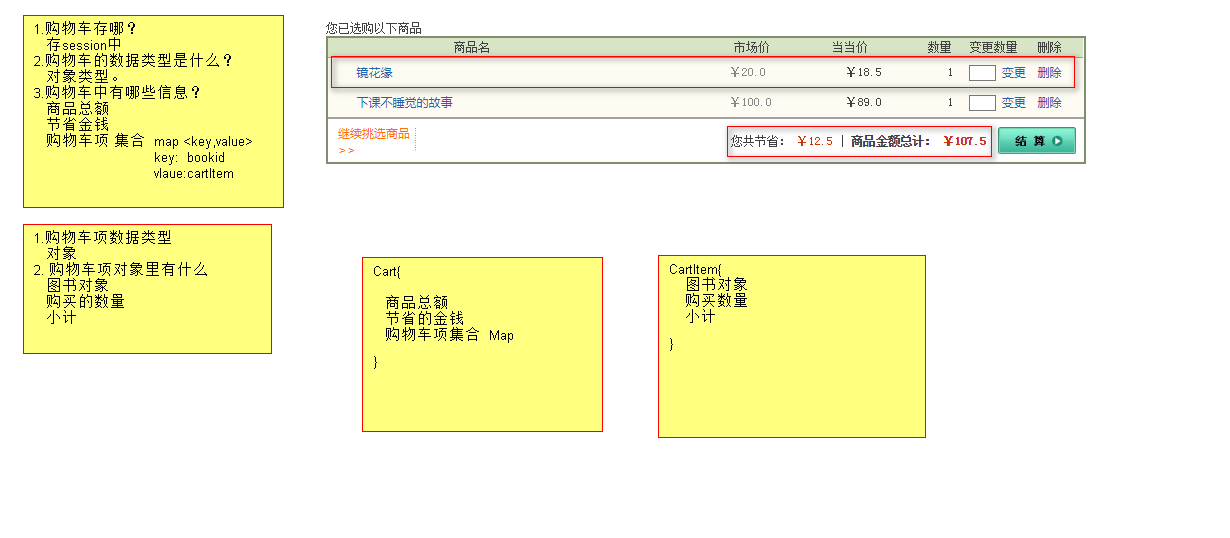 1.购物车存哪？
存session中
2.购物车的数据类型是什么？
对象类型。
3.购物车中有哪些信息？
商品总额
节省金钱
购物车项 集合 map <key,value>
key: bookid
vlaue:cartItem
您已选购以下商品
商品名 市场价 当当价 数量 变更数量 删除
镜花缘 ￥20.0 ￥18.5 1 变更 删除
下课不睡觉的故事 ￥100.0 ￥89.0 1 变更 删除
继续挑选商品
>>
您共节省： ￥12.5 | 商品金额总计： ￥107.5 结 算
1.购物车项数据类型
对象
2. 购物车项对象里有什么
图书对象
购买的数量
小计
Cart{
商品总额
节省的金钱
购物车项集合 Map
}
CartItem{
图书对象
购买数量
小计
}